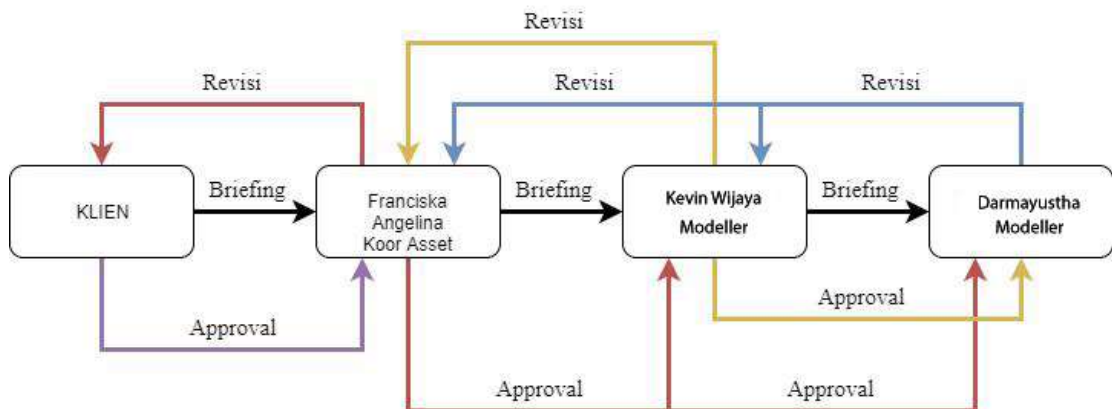 Revisi
Revisi
Revisi
Revisi
KLIEN
Briefing
Franciska
Angelina
Koor Asset
Briefing
Kevin Wijaya
Modeller
Briefing
Darmayustha
Modeller
Approval
Approval
Approval
Approval